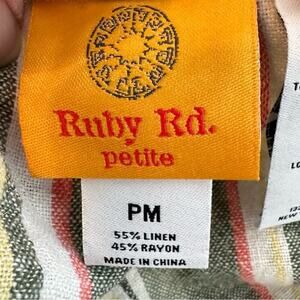 Ruby Rd.
petite
PM
55% LINEN
45% RAYON
MADE IN CHINA